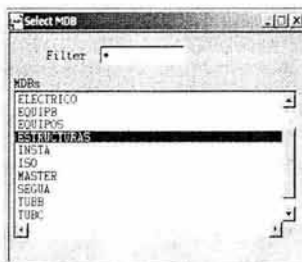 Select MDB
Filter *
MDBs
ELECTRICO
EQUIPB
EQUIPOS
ESTRUCTURAS
INSTA
ISO
MASTER
SEGUA
TUBB
TUBC